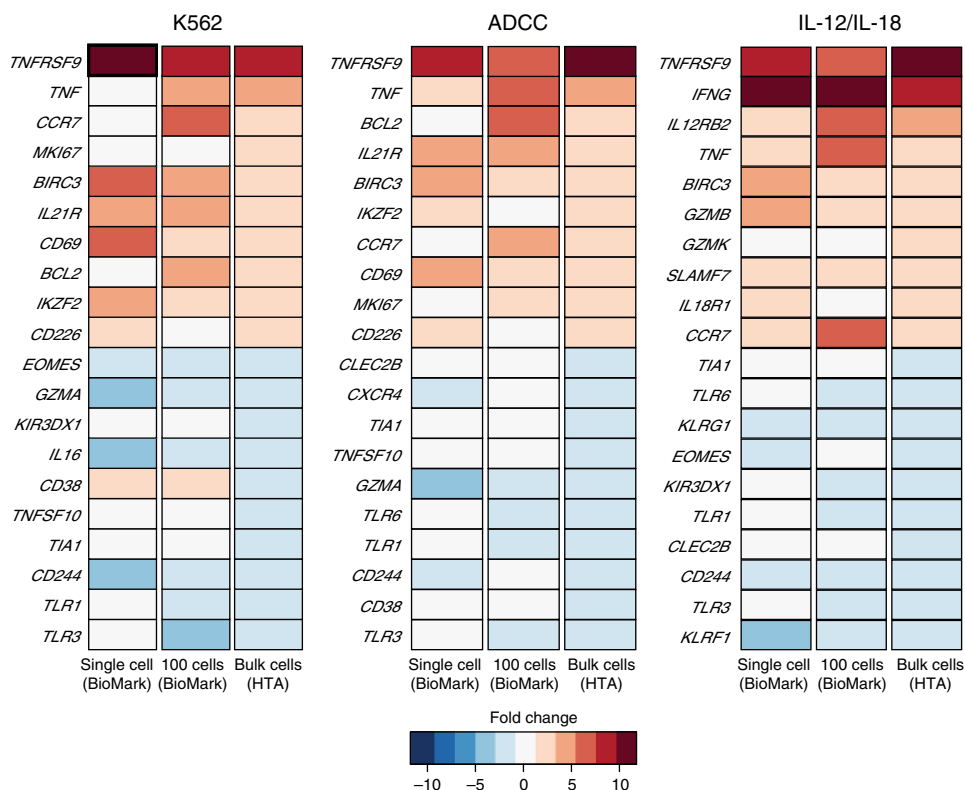 K562
TNFRSF9
TNF
CCR7
MKI67
BIRC3
IL21R
CD69
BCL2
IKZF2
CD226
EOMES
GZMA
KIR3DX1
IL16
CD38
TNFSF10
TIA1
CD244
TLR1
TLR3
Single cell 100 cells Bulk cells
(BioMark) (BioMark) (HTA)
ADCC
TNFRSF9
TNF
BCL2
IL21R
BIRC3
IKZF2
CCR7
CD69
MKI67
CD226
CLEC2B
CXCR4
TIA1
TNFSF10
GZMA
TLR6
TLR1
CD244
CD38
TLR3
Single cell 100 cells Bulk cells
(BioMark) (BioMark) (HTA)
IL-12/IL-18
TNFRSF9
IFNG
IL12RB2
TNF
BIRC3
GZMB
GZMK
SLAMF7
IL18R1
CCR7
TIA1
TLR6
KLRG1
EOMES
KIR3DX1
TLR1
CLEC2B
CD244
TLR3
KLRF1
Single cell 100 cells Bulk cells
(BioMark) (BioMark) (HTA)
Fold change
−10 −5 0 5 10